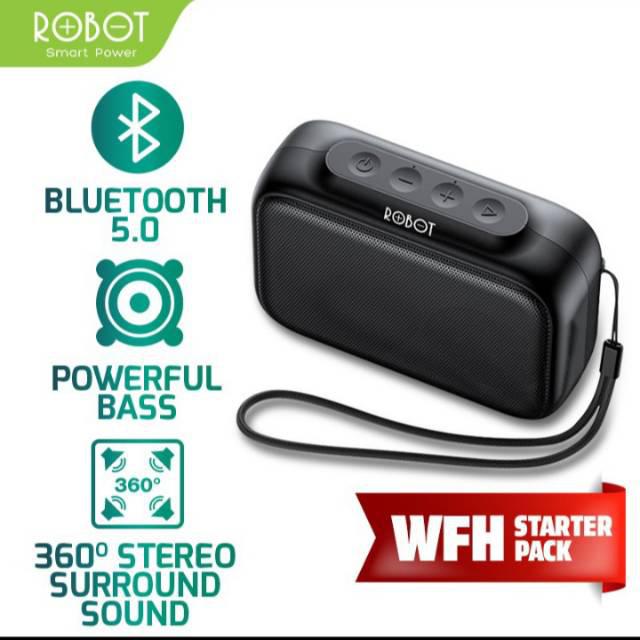 ROBOT
Smart Power
BLUETOOTH
5.0
POWERFUL
BASS
360°
360° STEREO
SURROUND
SOUND
ROBOT
WFH STARTER
PACK